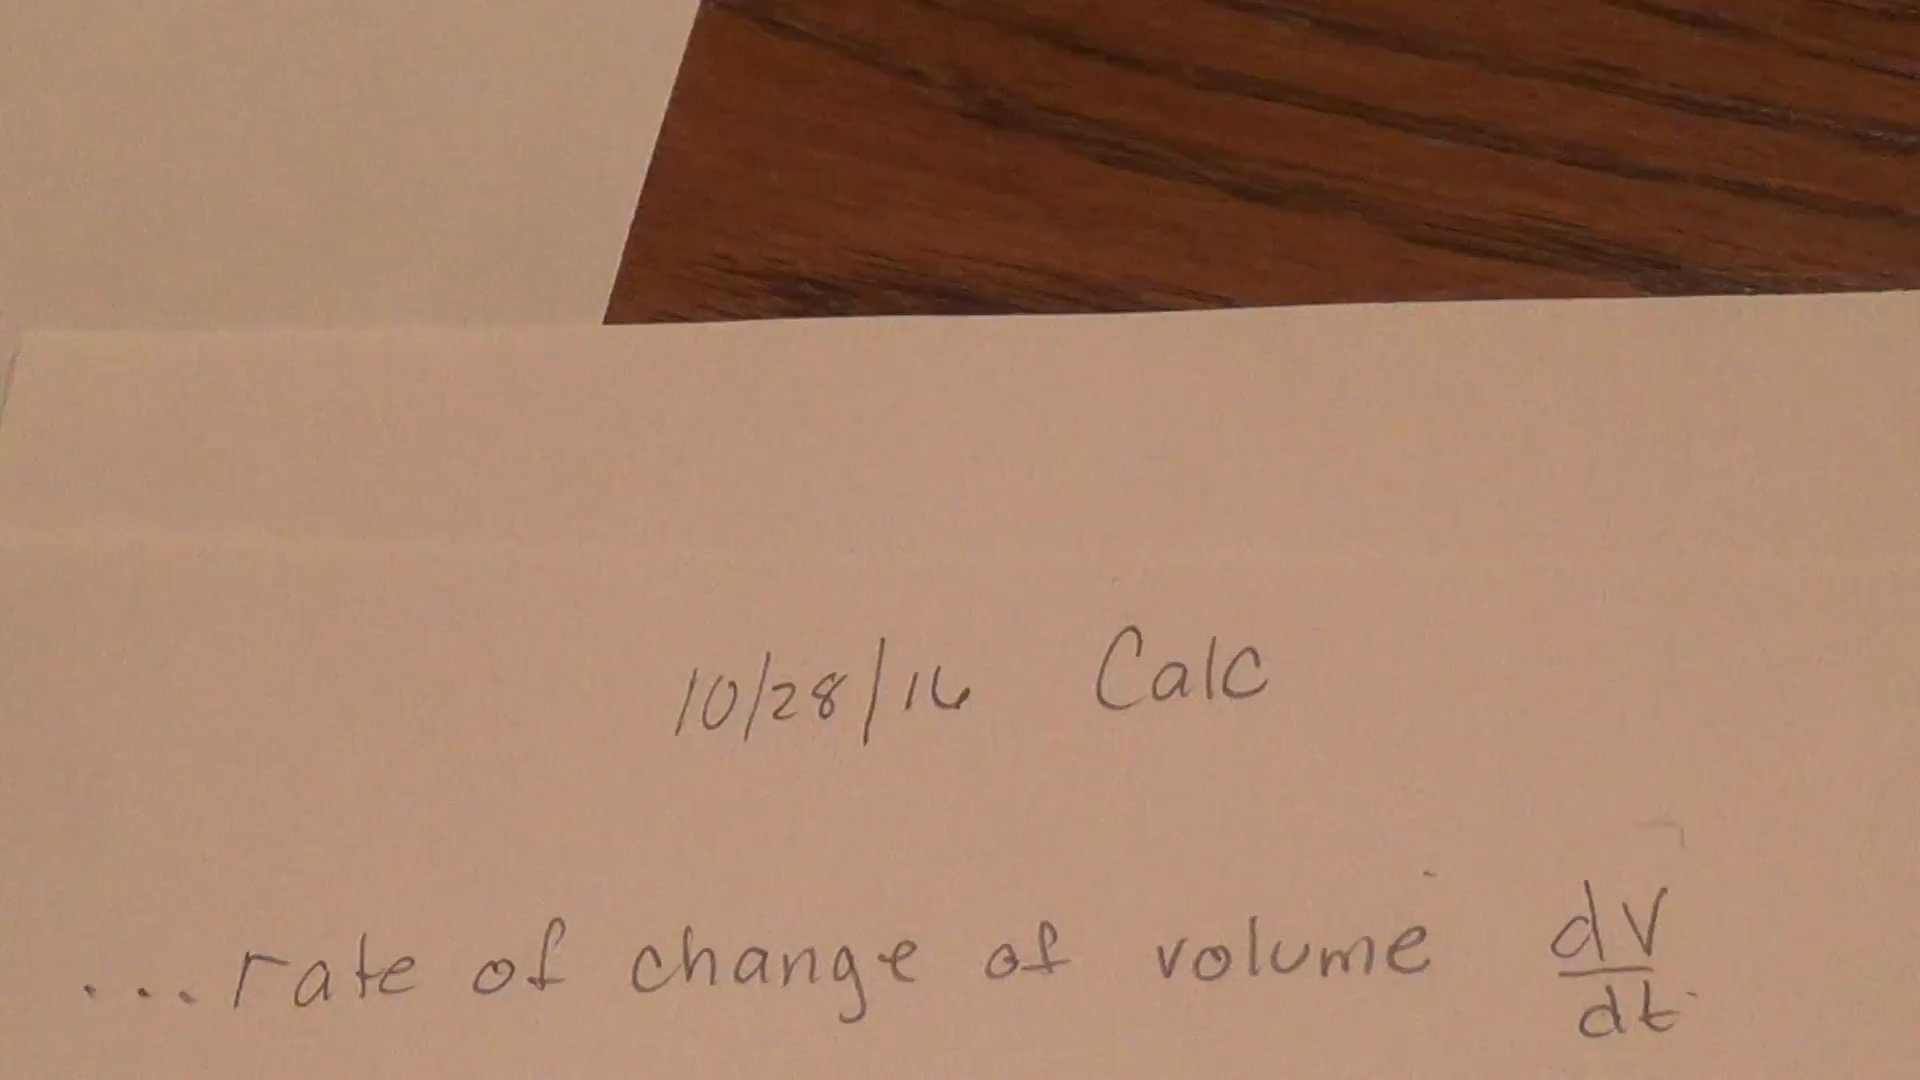 10/28/16 Calc
... rate of change of volume dV/dt